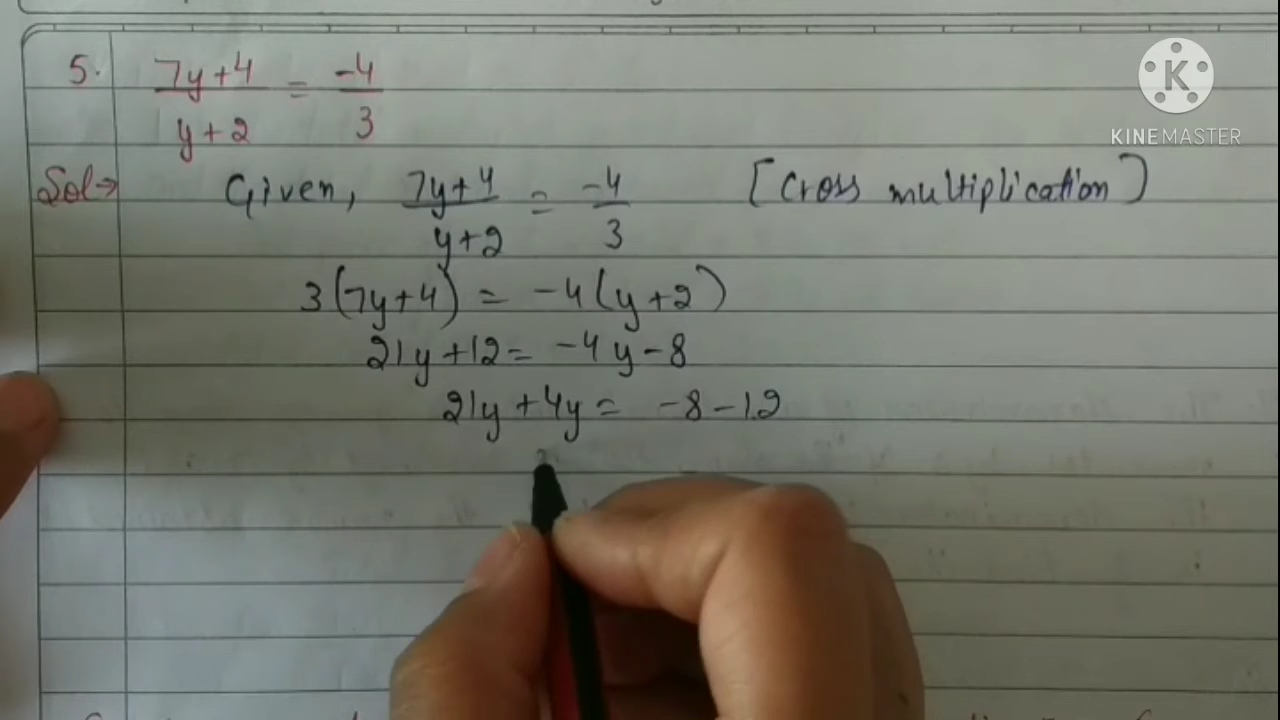 KINEMASTER
5. 7y+4/y+2 = -4/3
Sol→ Given, 7y+4/y+2 = -4/3 [Cross multiplication]
3(7y+4) = -4(y+2)
21y+12 = -4y-8
21y+4y = -8-12